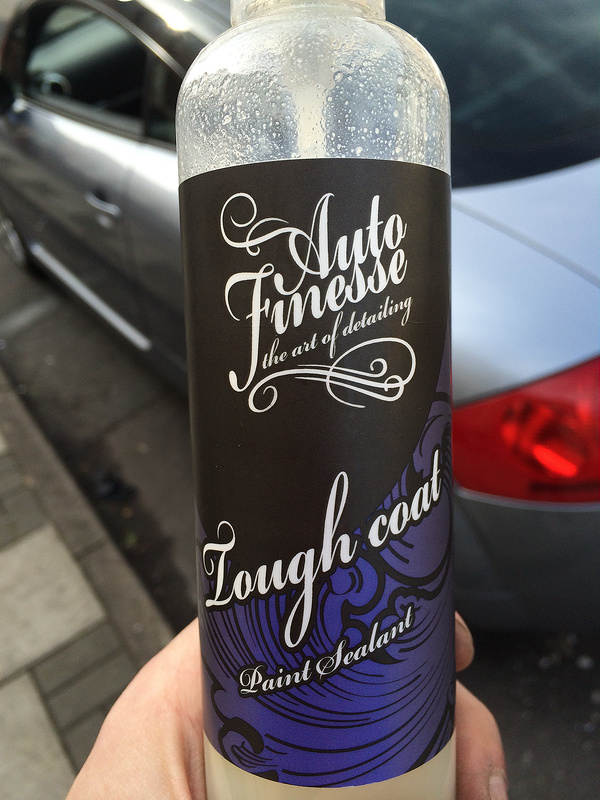 Auto
Finesse
the art of detailing
Tough coat
Paint Sealant